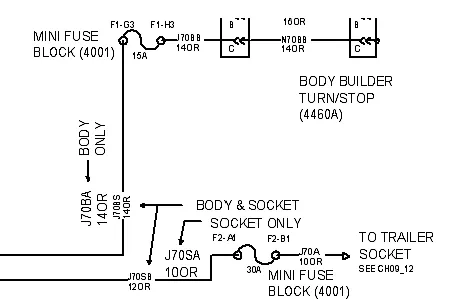 F1-G3 F1-H3
MINI FUSE
BLOCK (4001)
15A
J70BB
14OR
B
C
16OR
N70BB
14OR
B
C
BODY BUILDER
TURN/STOP
(4460A)
BODY
ONLY
J70BA
14OR
J70BS
14OR
BODY & SOCKET
SOCKET ONLY
J70SA
10OR
J70SB
12OR
F2-A1 F2-B1
30A
J70A
10OR
MINI FUSE
BLOCK (4001)
TO TRAILER
SOCKET
SEE CH09_12